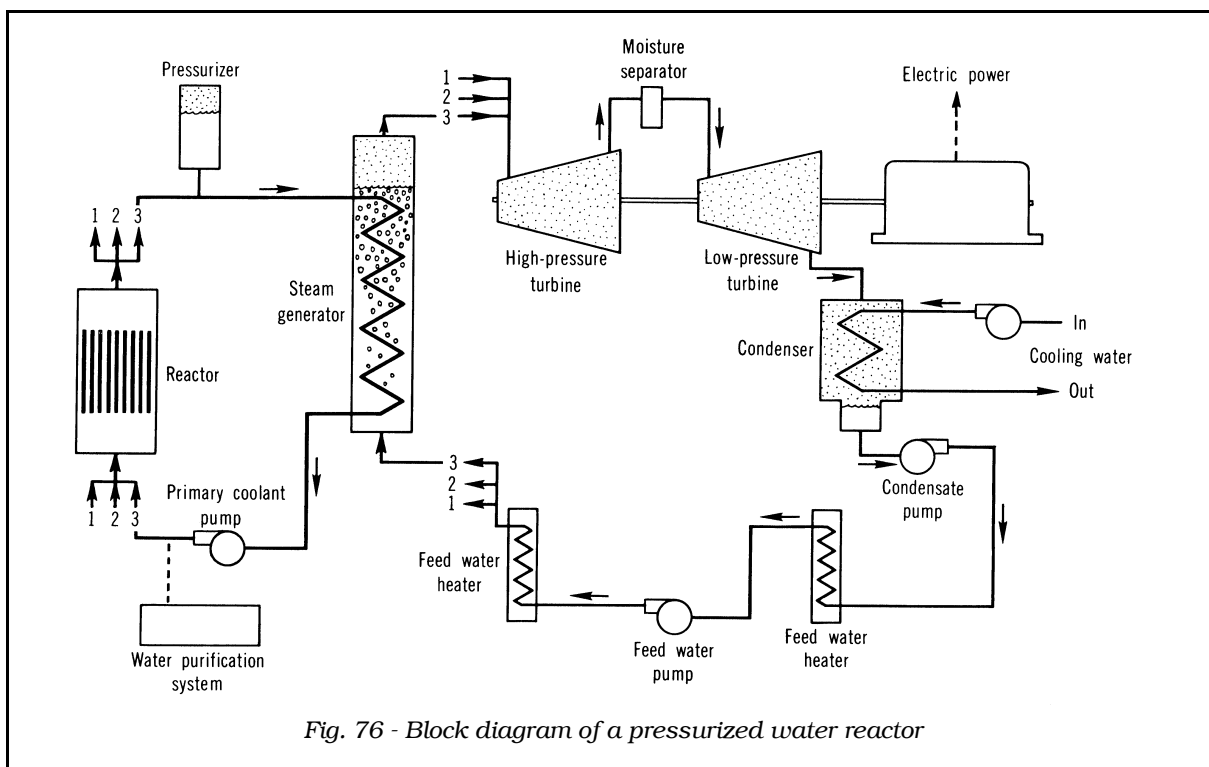 Moisture
separator
Pressurizer
Electric power
1
2
3
1 2 3
High-pressure
turbine
Low-pressure
turbine
Steam
generator
In
Condenser
Cooling water
Reactor
Out
3
2
1
Primary coolant
pump
Condensate
pump
1 2 3
Feed water
heater
Water purification
system
Feed water
pump
Feed water
heater
Fig. 76 - Block diagram of a pressurized water reactor